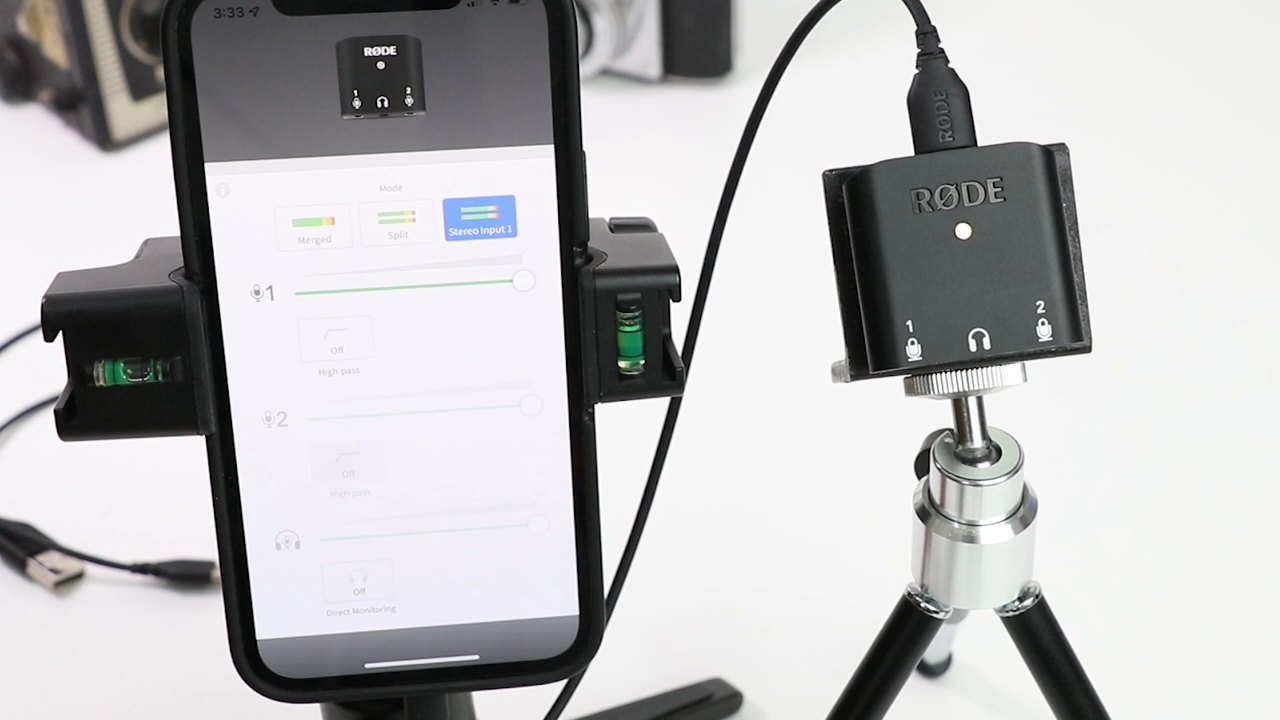 3:33
RØDE
1
2
Mode
Merged
Split
Stereo Input 1
1
Off
High-pass
2
Off
High-pass
Off
Direct Monitoring
RØDE
RØDE
1
2